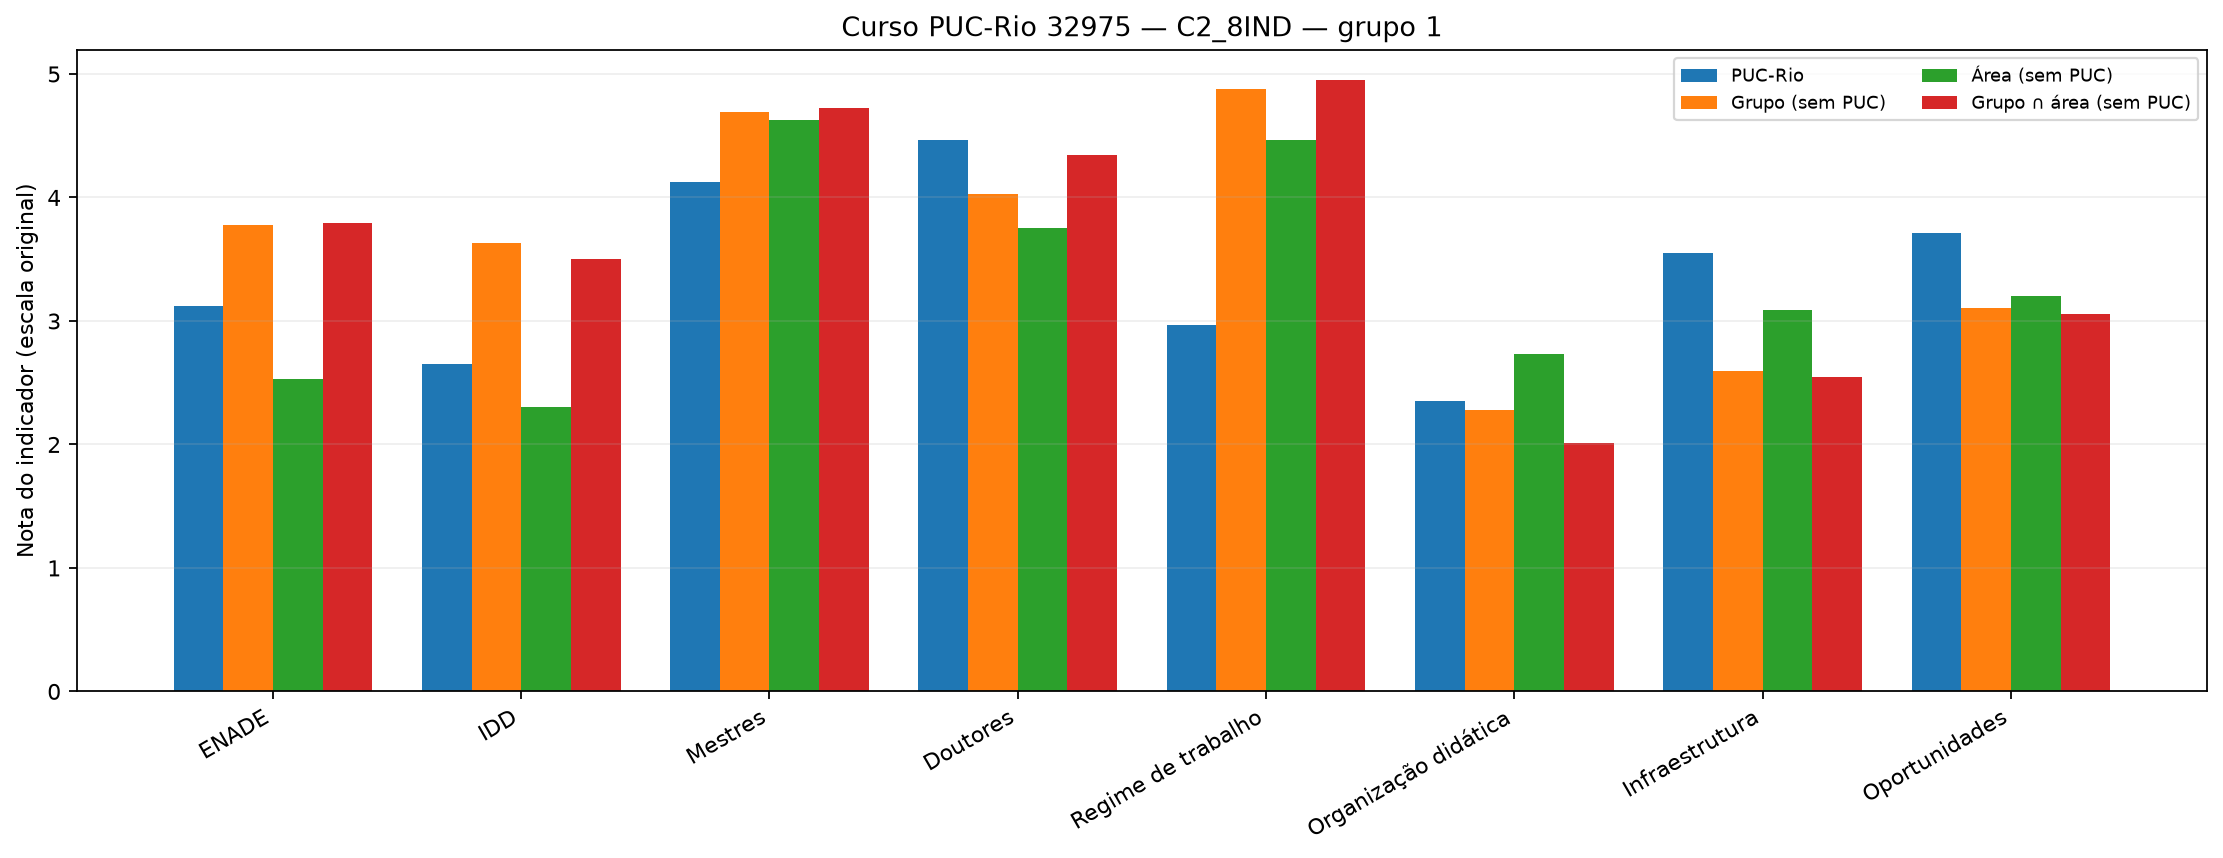 Curso PUC-Rio 32975 — C2_8IND — grupo 1
PUC-Rio
Grupo (sem PUC)
Área (sem PUC)
Grupo ∩ área (sem PUC)
Nota do indicador (escala original)
5
4
3
2
1
0
ENADE
IDD
Mestres
Doutores
Regime de trabalho
Organização didática
Infraestrutura
Oportunidades